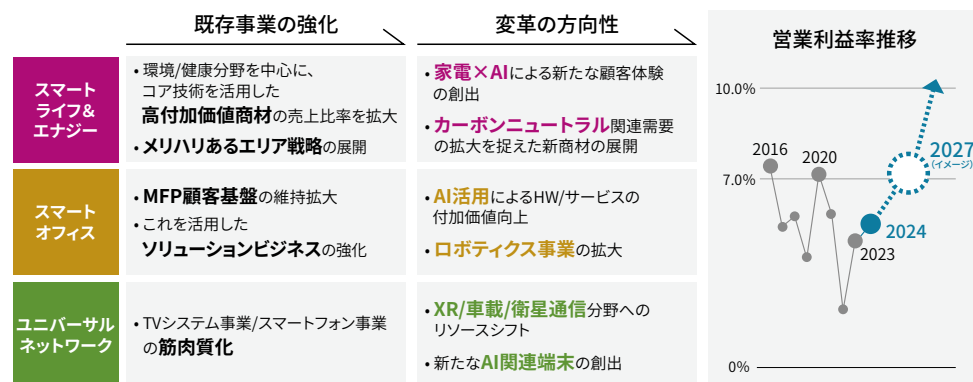 既存事業の強化
変革の方向性
スマート
ライフ&
エナジー
• 環境/健康分野を中心に、
コア技術を活用した
高付加価値商材の売上比率を拡大
• メリハリあるエリア戦略の展開
• 家電×AIによる新たな顧客体験
の創出
• カーボンニュートラル関連需要
の拡大を捉えた新商材の展開
スマート
オフィス
• MFP顧客基盤の維持拡大
• これを活用した
ソリューションビジネスの強化
• AI活用によるHW/サービスの
付加価値向上
• ロボティクス事業の拡大
ユニバーサル
ネットワーク
• TVシステム事業/スマートフォン事業
の筋肉質化
• XR/車載/衛星通信分野への
リソースシフト
• 新たなAI関連端末の創出
営業利益率推移
10.0%
2016
2020
2027
(イメージ)
7.0%
2024
2023
0%